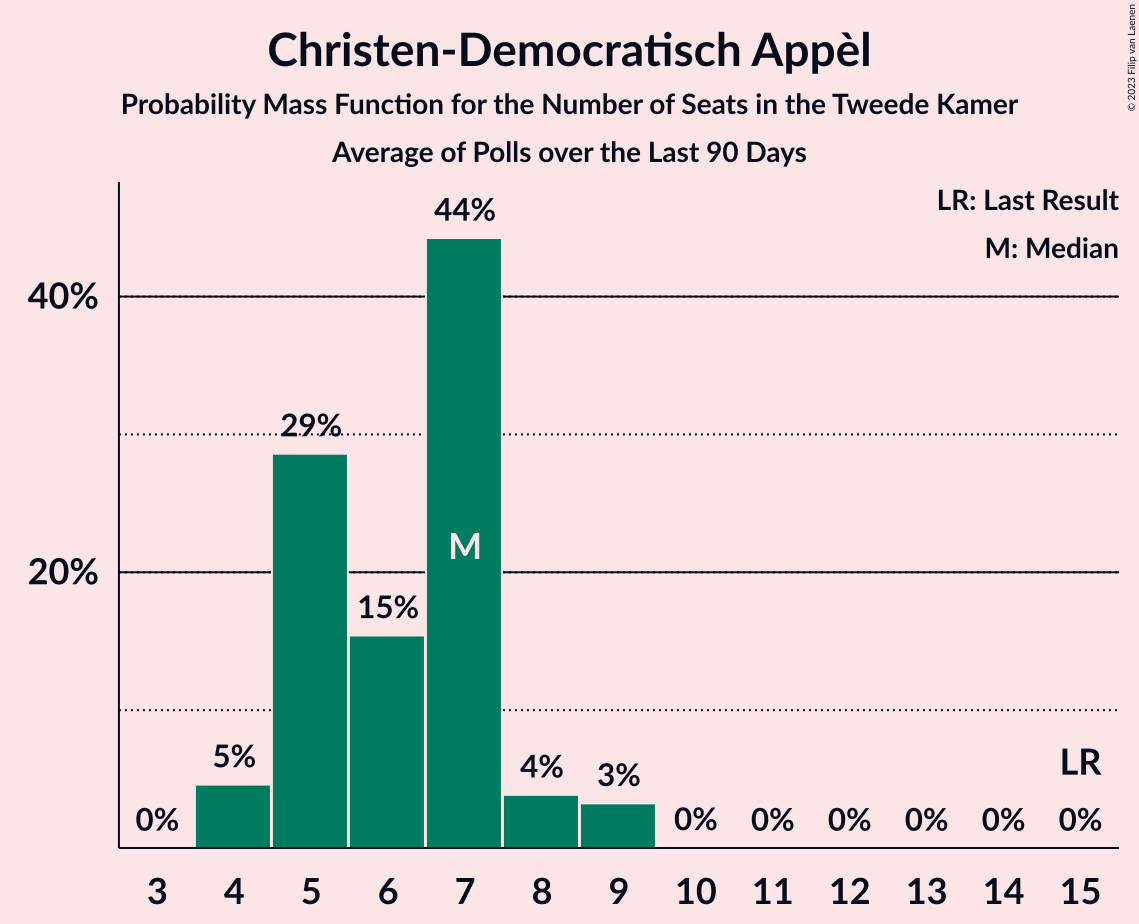 Christen-Democratisch Appèl
Probability Mass Function for the Number of Seats in the Tweede Kamer
Average of Polls over the Last 90 Days
© 2023 Filip van Laenen
LR: Last Result
M: Median
44%
40%
29%
M
20%
15%
5%
4%
3%
LR
0%
0%
0%
0%
0%
0%
0%
3 4 5 6 7 8 9 10 11 12 13 14 15